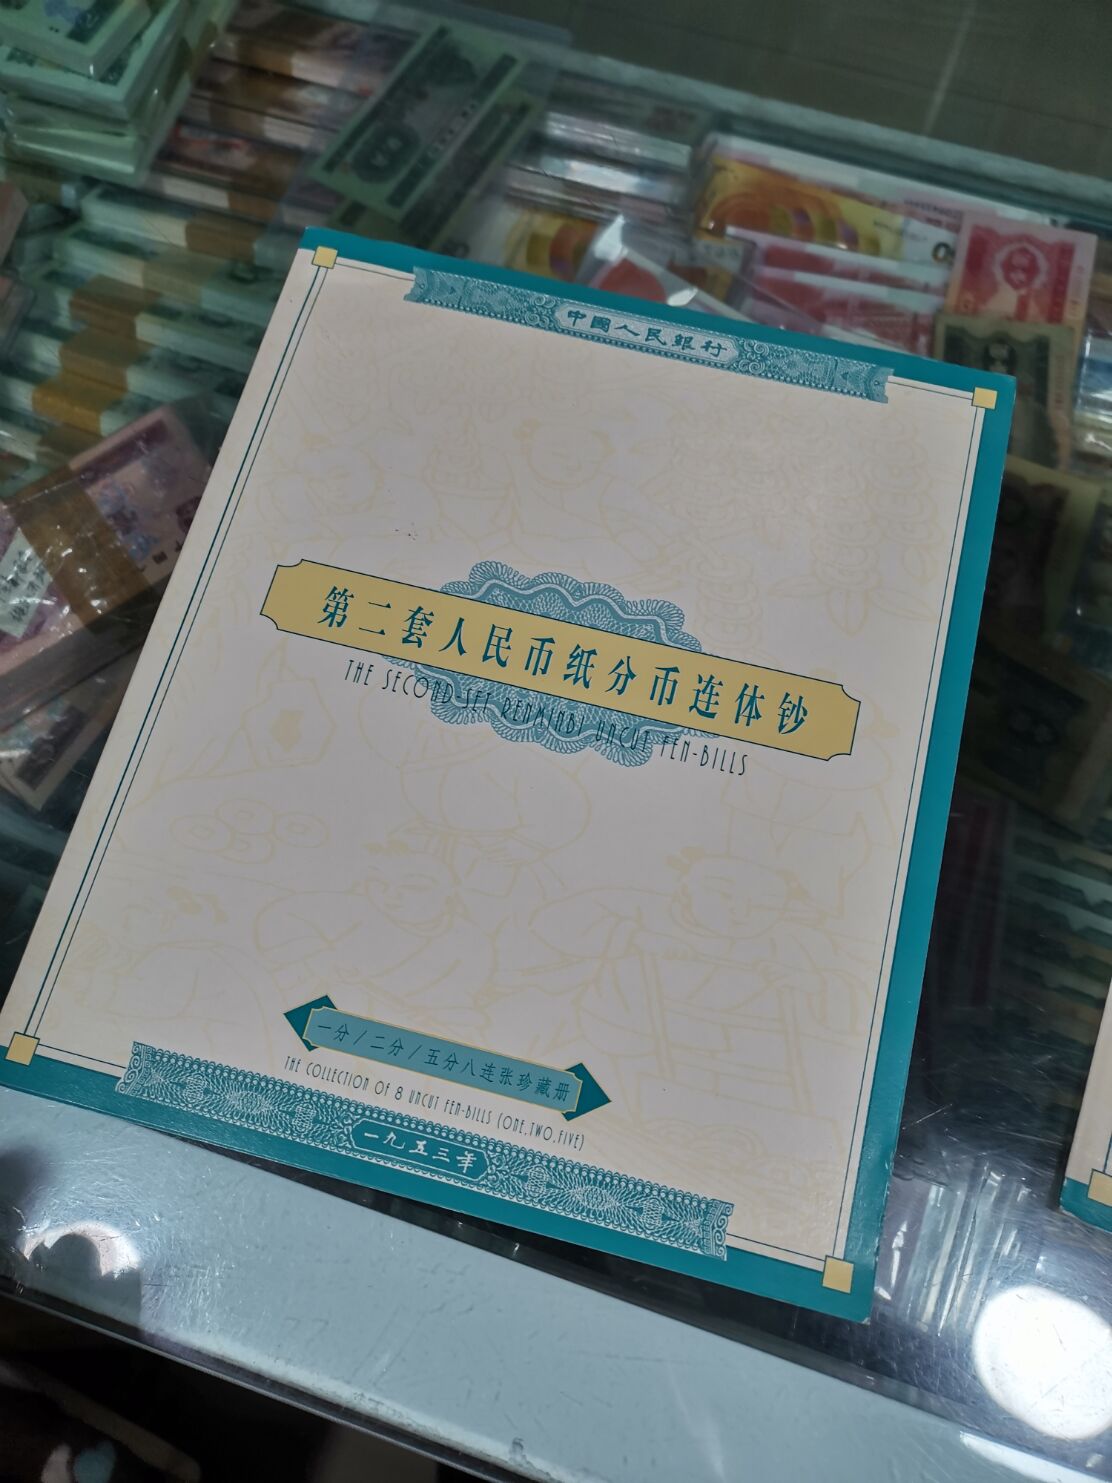 中國人民銀行
第二套人民币纸分币连体钞
THE SECOND-SET RENMINBI UNCUT FEN-BILLS
一分/二分/五分八连张珍藏册
THE COLLECTION OF 8 UNCUT FEN-BILLS (ONE,TWO,FIVE)
一九五三年